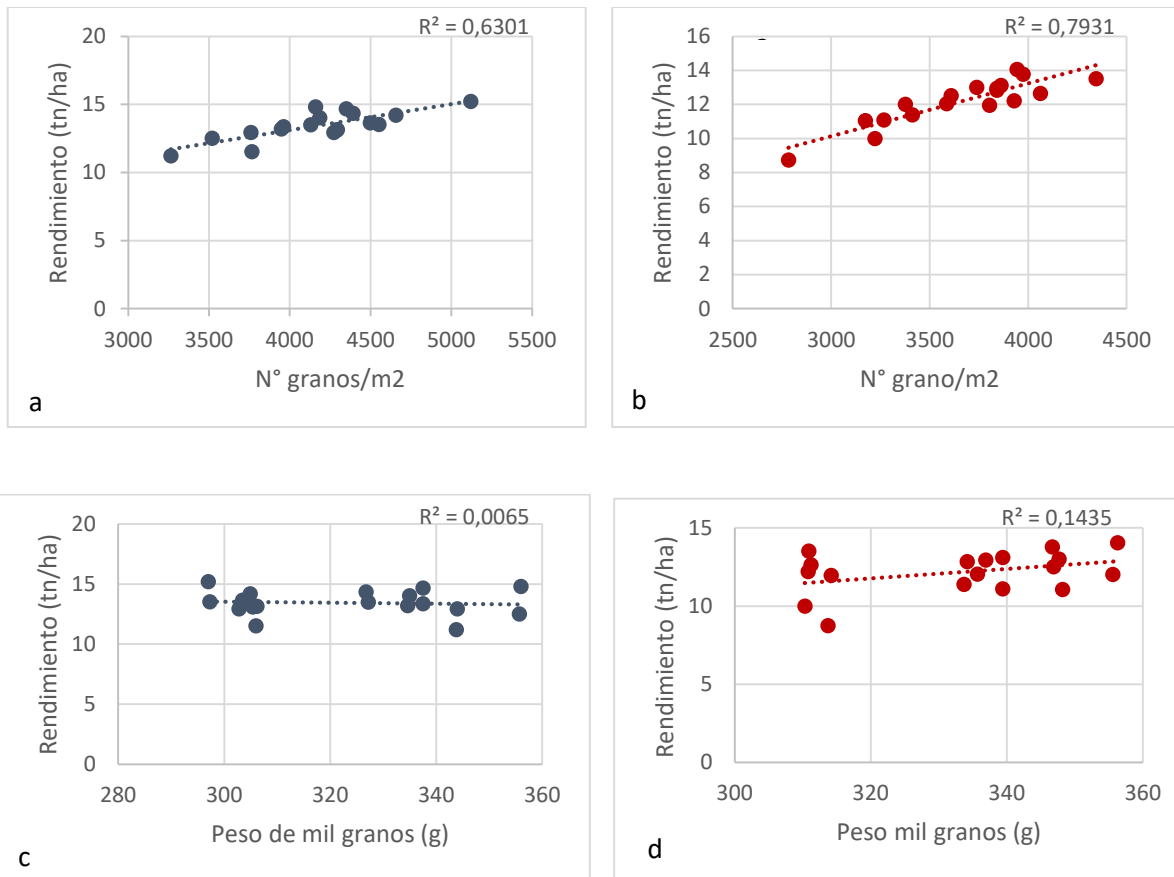 R² = 0,6301
20
15
10
5
0
3000 3500 4000 4500 5000 5500
Rendimiento (tn/ha)
N° granos/m2
a
R² = 0,7931
16
14
12
10
8
6
4
2
0
2500 3000 3500 4000 4500
Rendimiento (tn/ha)
N° grano/m2
b
R² = 0,0065
20
15
10
5
0
280 300 320 340 360
Rendimiento (tn/ha)
Peso de mil granos (g)
c
R² = 0,1435
15
10
5
0
300 320 340 360
Rendimiento (tn/ha)
Peso mil granos (g)
d